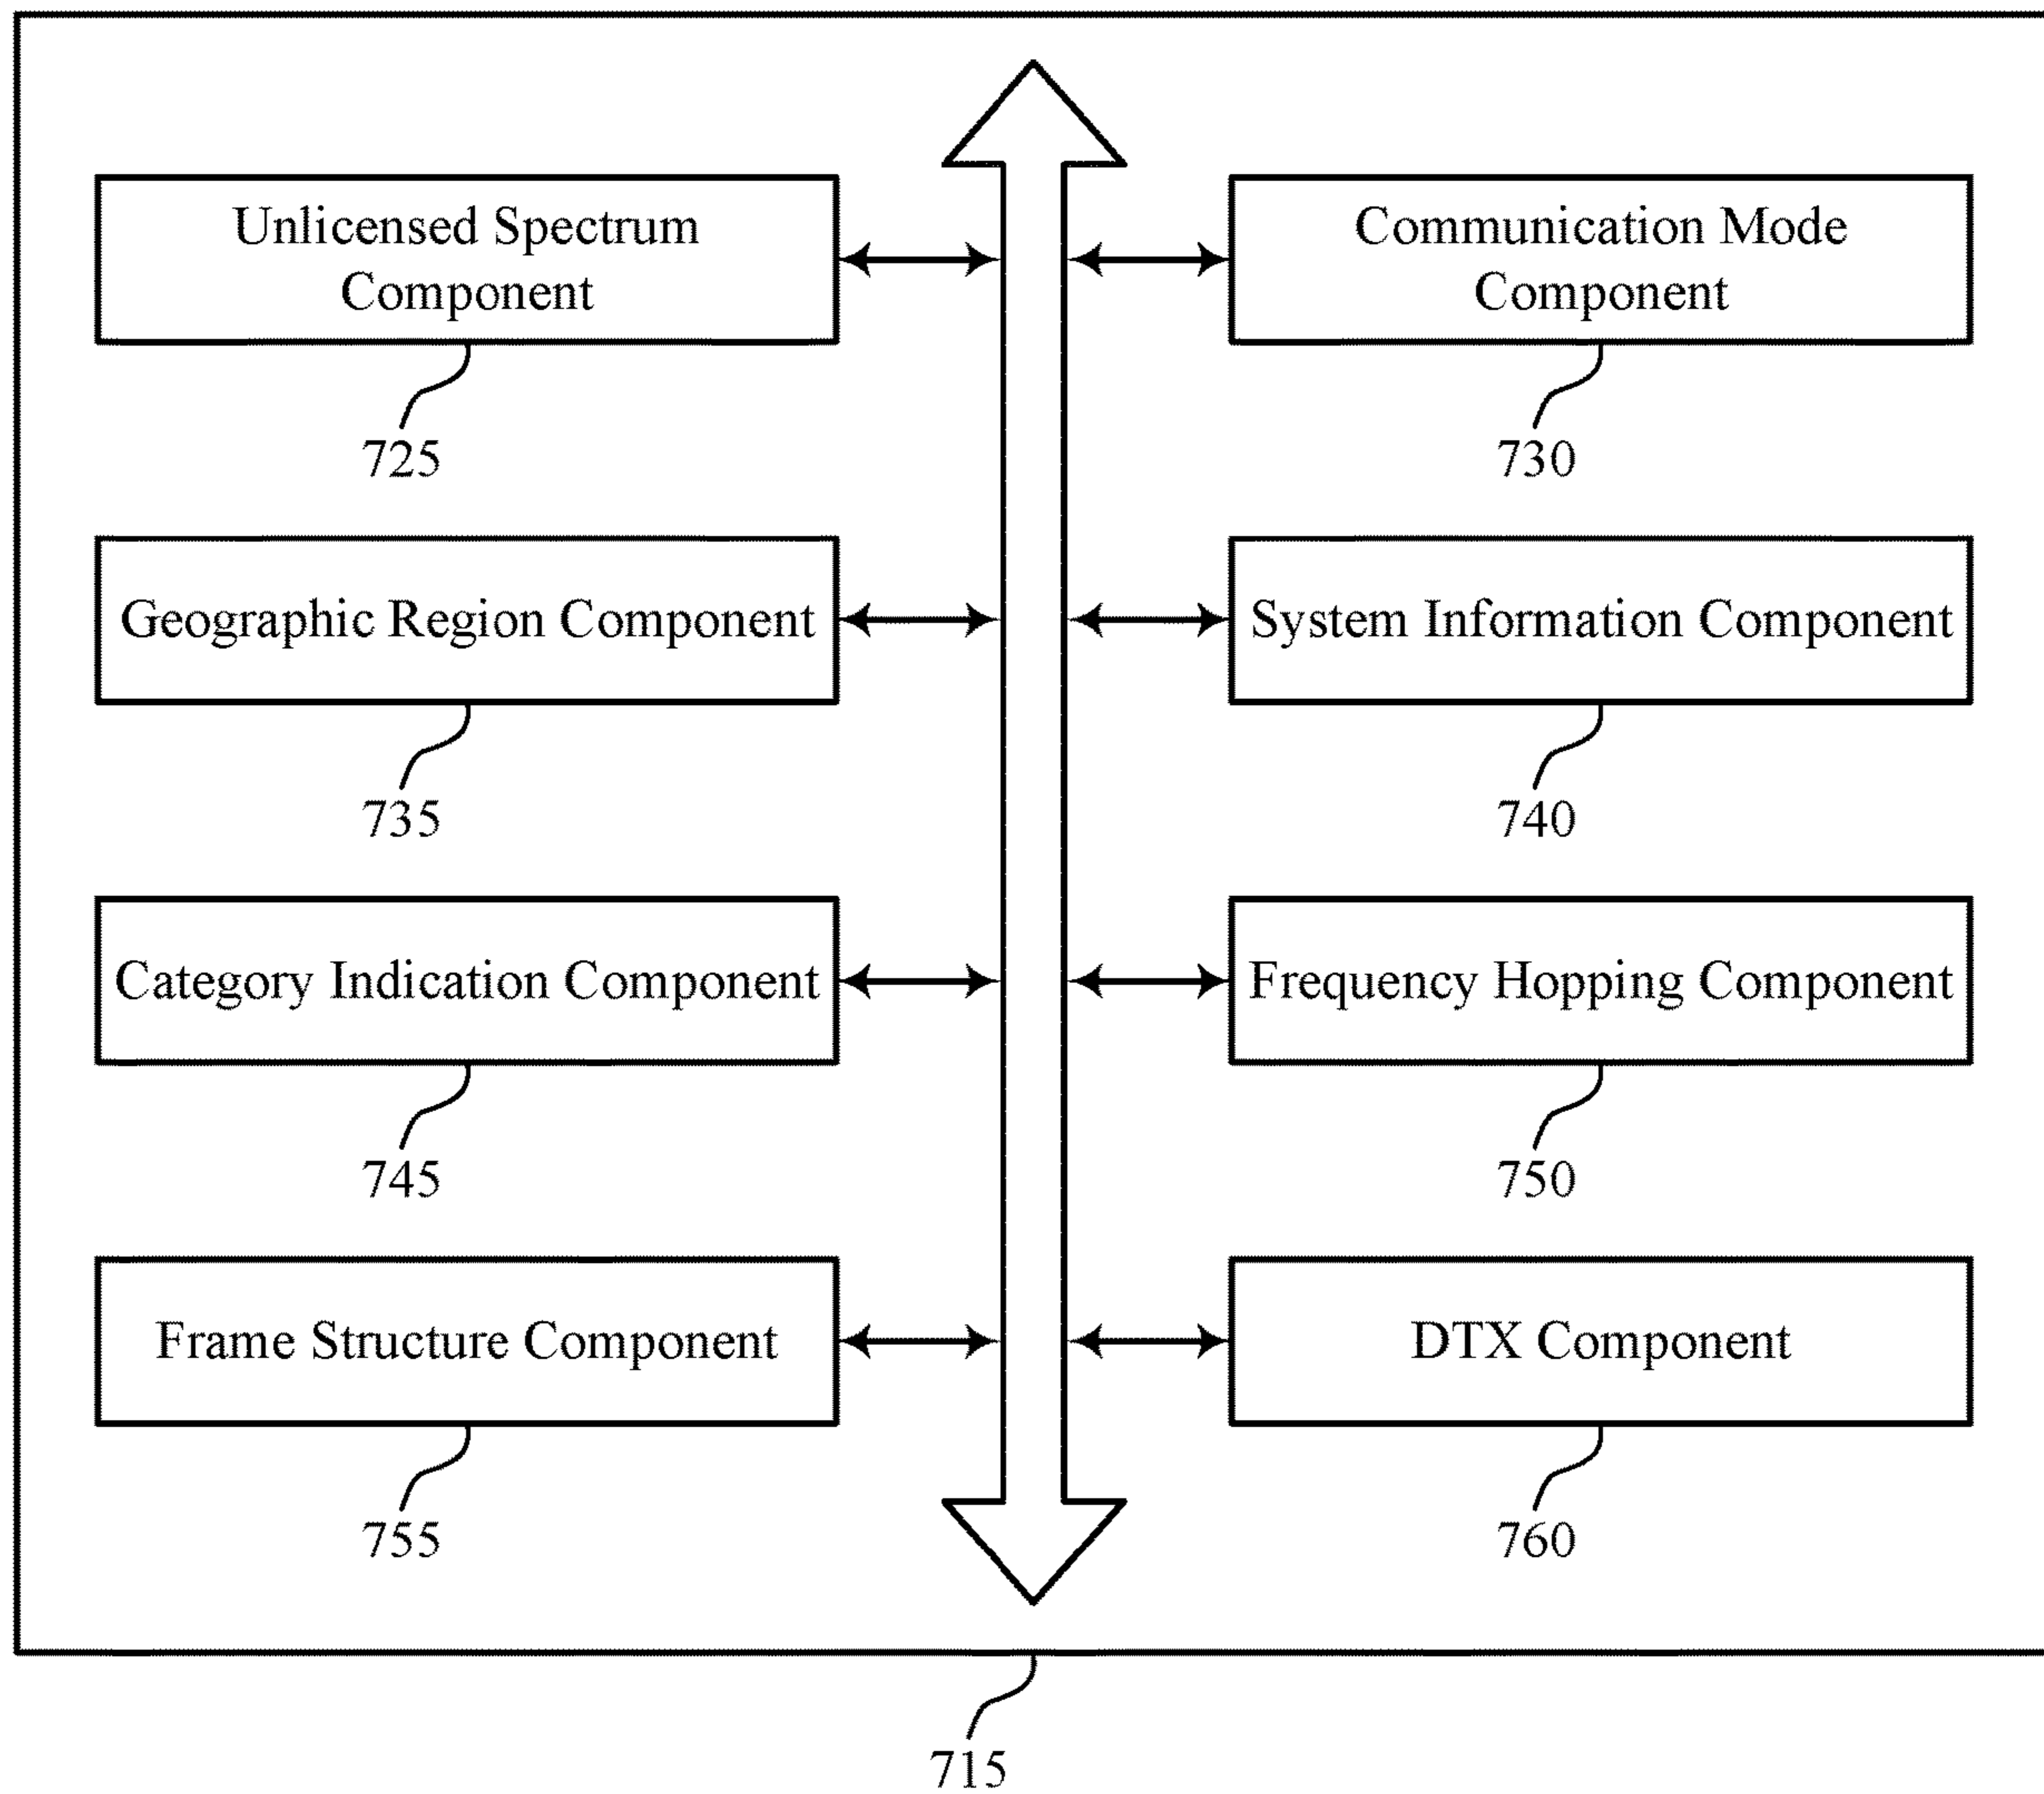 Unlicensed Spectrum
Component
725
Communication Mode
Component
730
Geographic Region Component
735
System Information Component
740
Category Indication Component
745
Frequency Hopping Component
750
Frame Structure Component
755
DTX Component
760
715